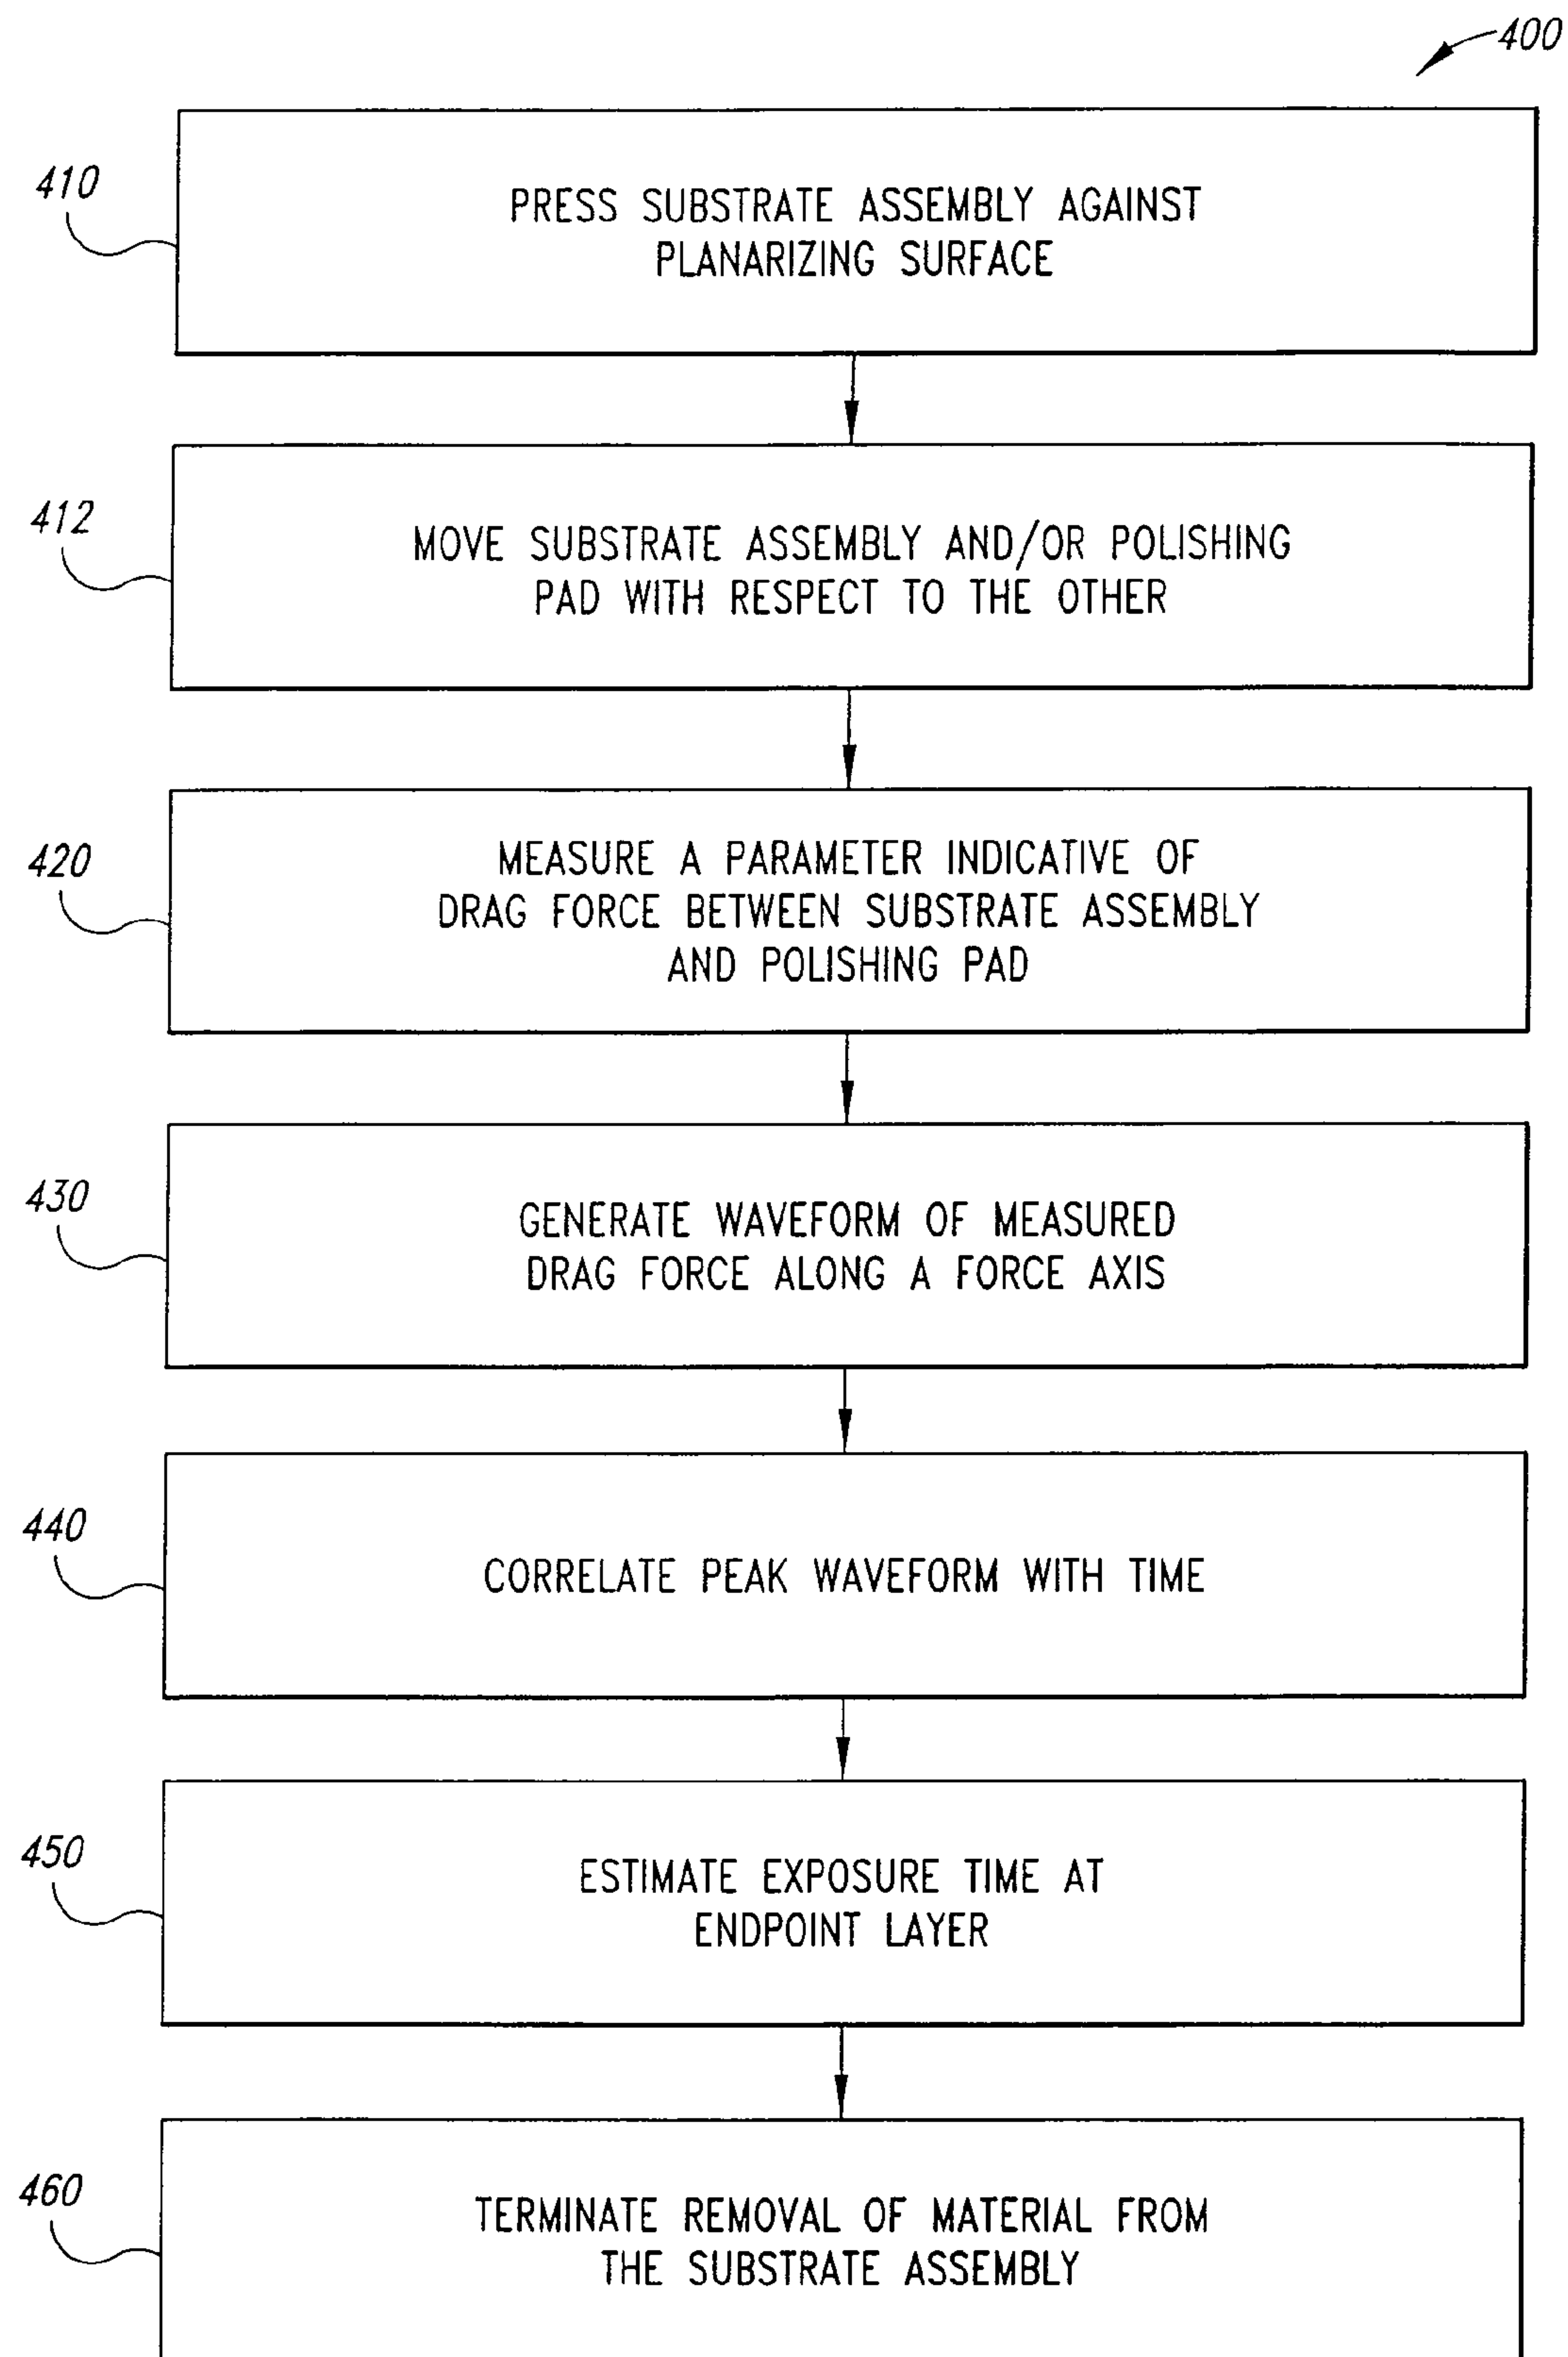 400
410
PRESS SUBSTRATE ASSEMBLY AGAINST
PLANARIZING SURFACE
412
MOVE SUBSTRATE ASSEMBLY AND/OR POLISHING
PAD WITH RESPECT TO THE OTHER
420
MEASURE A PARAMETER INDICATIVE OF
DRAG FORCE BETWEEN SUBSTRATE ASSEMBLY
AND POLISHING PAD
430
GENERATE WAVEFORM OF MEASURED
DRAG FORCE ALONG A FORCE AXIS
440
CORRELATE PEAK WAVEFORM WITH TIME
450
ESTIMATE EXPOSURE TIME AT
ENDPOINT LAYER
460
TERMINATE REMOVAL OF MATERIAL FROM
THE SUBSTRATE ASSEMBLY